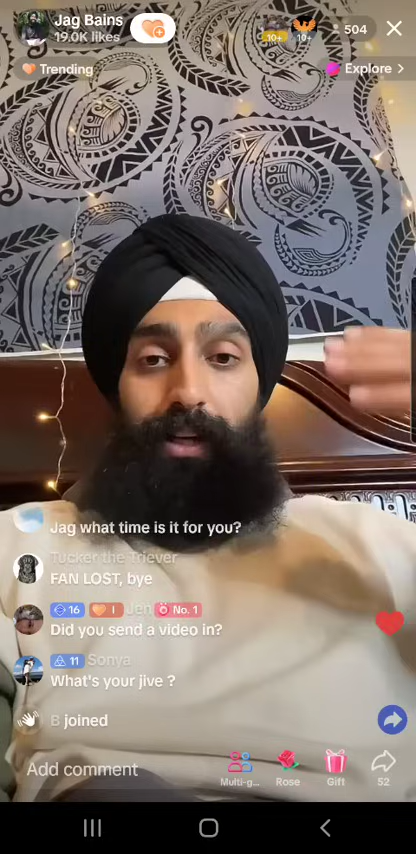 Jag Bains
19.0K likes
10+
10+
504
Trending
Explore >
Jag what time is it for you?
Tucker the Triever
FAN LOST, bye
16 I Jen No. 1
Did you send a video in?
11 Sonya
What's your jive ?
B joined
Add comment
Multi-g...
Rose
Gift
52